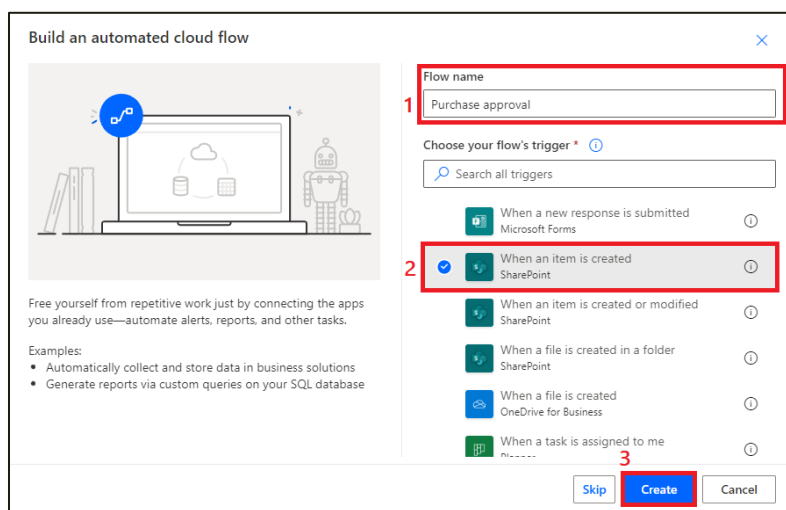 Build an automated cloud flow
Free yourself from repetitive work just by connecting the apps
you already use—automate alerts, reports, and other tasks.
Examples:
• Automatically collect and store data in business solutions
• Generate reports via custom queries on your SQL database
Flow name
1
Purchase approval
Choose your flow's trigger *
Search all triggers
When a new response is submitted
Microsoft Forms
2
When an item is created
SharePoint
When an item is created or modified
SharePoint
When a file is created in a folder
SharePoint
When a file is created
OneDrive for Business
When a task is assigned to me
Planner
3
Skip
Create
Cancel